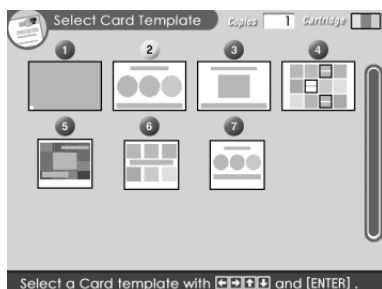 Select Card Template Copies 1 Cartridge
1 2 3 4
5 6 7
Select a Card template with ←→↑↓ and [ENTER] .